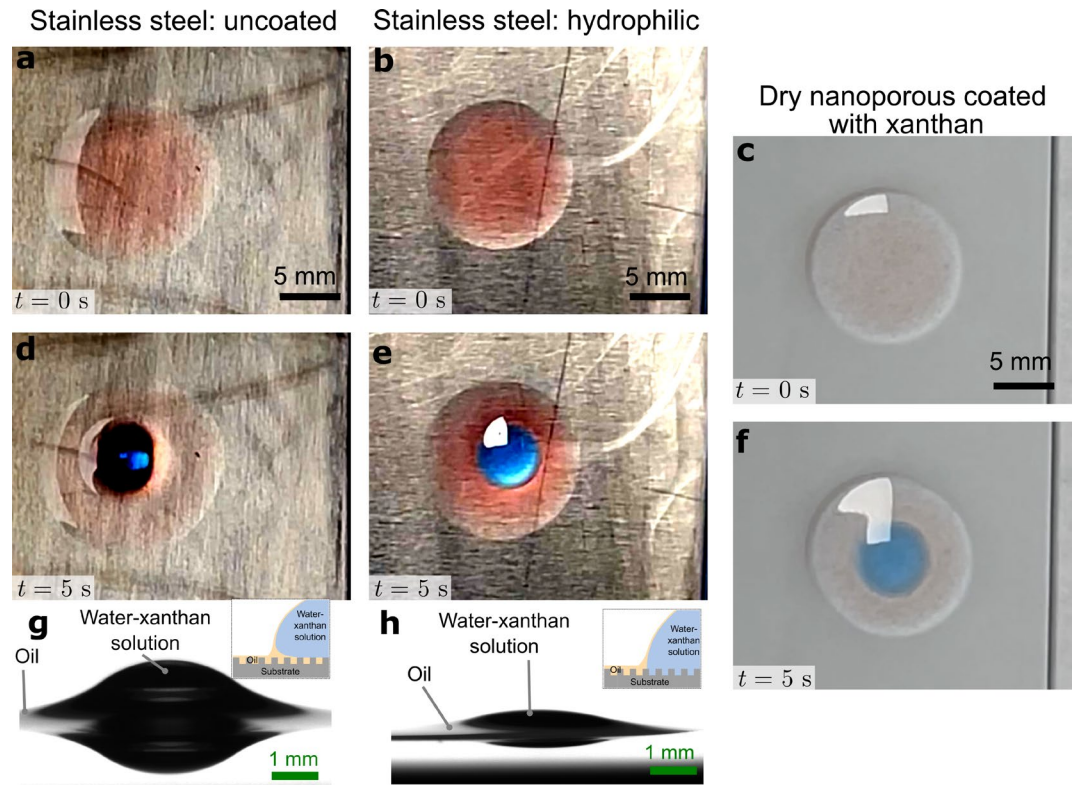 Stainless steel: uncoated
Stainless steel: hydrophilic
a
5 mm
t = 0 s
b
5 mm
t = 0 s
Dry nanoporous coated
with xanthan
c
5 mm
t = 0 s
d
t = 5 s
e
t = 5 s
f
t = 5 s
g
Water-xanthan
solution
Oil
Water-
xanthan
solution
Oil
Substrate
1 mm
h
Water-xanthan
solution
Oil
Water-
xanthan
solution
Oil
Substrate
1 mm